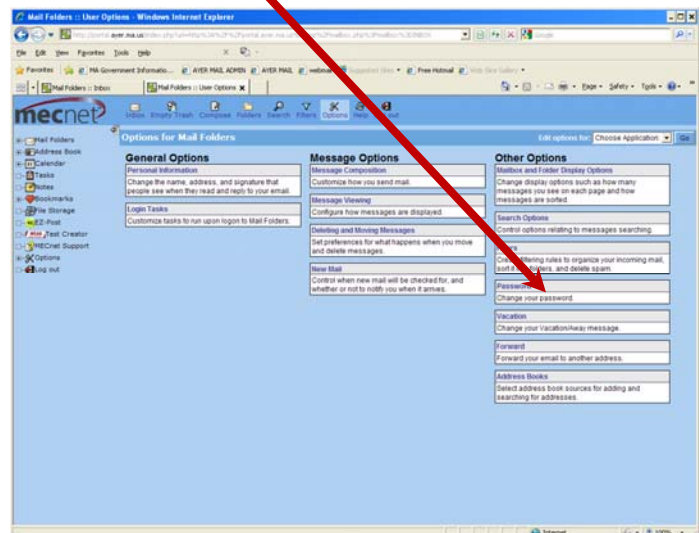 Mail Folders :: User Options - Windows Internet Explorer
File Edit View Favorites Tools Help
Favorites MA Government Informatio... AYER MAIL ADMIN AYER MAIL Free Hotmail
Mail Folders :: Inbox Mail Folders :: User Options
Page Safety Tools
mecnet
Inbox Empty Trash Compose Folders Search Filters Options Help
Options for Mail Folders
Edit options for: Choose Application Go
Mail Folders
Address Book
Calendar
Tasks
Notes
Bookmarks
File Storage
EZ-Post
Test Creator
MECnet Support
Options
Log out
General Options
Personal Information
Change the name, address, and signature that
people see when they read and reply to your email.
Login Tasks
Customize tasks to run upon logon to Mail Folders.
Message Options
Message Composition
Customize how you send mail.
Message Viewing
Configure how messages are displayed.
Deleting and Moving Messages
Set preferences for what happens when you move
and delete messages.
New Mail
Control when new mail will be checked for, and
whether or not to notify you when it arrives.
Other Options
Mailbox and Folder Display Options
Change display options such as how many
messages you see on each page and how
messages are sorted.
Search Options
Control options relating to messages searching.
filtering rules to organize your incoming mail,
sort it folders, and delete spam.
Password
Change your password.
Vacation
Change your Vacation/Away message.
Forward
Forward your email to another address.
Address Books
Select address book sources for adding and
searching for addresses.
Internet
100%